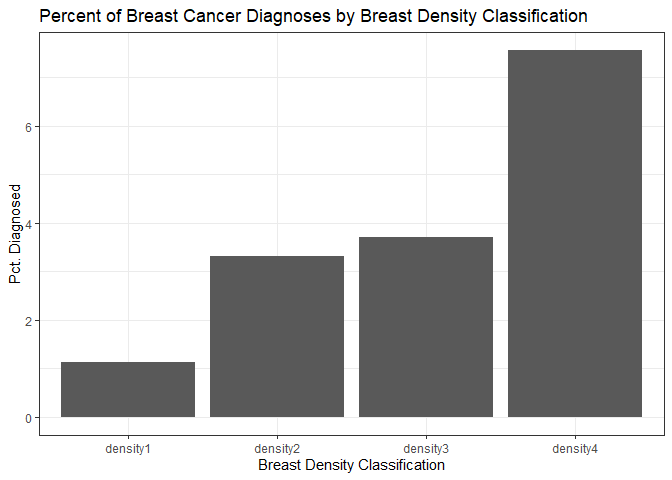 Percent of Breast Cancer Diagnoses by Breast Density Classification
Pct. Diagnosed
6
4
2
0
density1 density2 density3 density4
Breast Density Classification